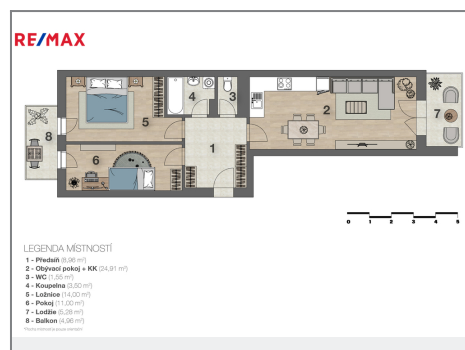 RE/MAX
4
3
2
5
7
1
8
6
0 1 2 3 4 5
LEGENDA MÍSTNOSTÍ
1 - Předsíň (8,96 m²)
2 - Obývací pokoj + KK (24,91 m²)
3 - WC (1,55 m²)
4 - Koupelna (3,50 m²)
5 - Ložnice (14,00 m²)
6 - Pokoj (11,00 m²)
7 - Lodžie (5,28 m²)
8 - Balkon (4,96 m²)